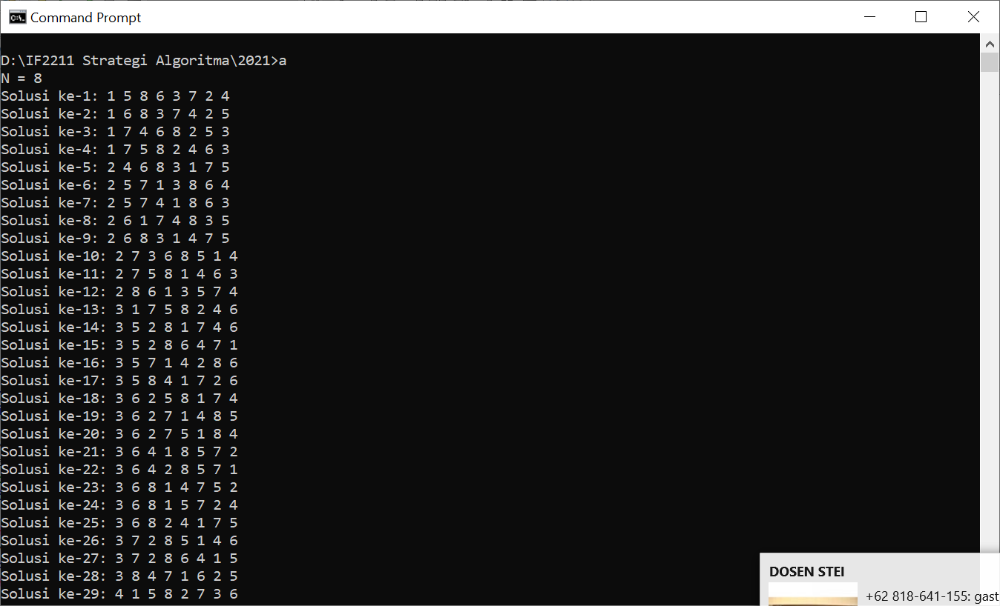 Command Prompt
D:\IF2211 Strategi Algoritma\2021>a
N = 8
Solusi ke-1: 1 5 8 6 3 7 2 4
Solusi ke-2: 1 6 8 3 7 4 2 5
Solusi ke-3: 1 7 4 6 8 2 5 3
Solusi ke-4: 1 7 5 8 2 4 6 3
Solusi ke-5: 2 4 6 8 3 1 7 5
Solusi ke-6: 2 5 7 1 3 8 6 4
Solusi ke-7: 2 5 7 4 1 8 6 3
Solusi ke-8: 2 6 1 7 4 8 3 5
Solusi ke-9: 2 6 8 3 1 4 7 5
Solusi ke-10: 2 7 3 6 8 5 1 4
Solusi ke-11: 2 7 5 8 1 4 6 3
Solusi ke-12: 2 8 6 1 3 5 7 4
Solusi ke-13: 3 1 7 5 8 2 4 6
Solusi ke-14: 3 5 2 8 1 7 4 6
Solusi ke-15: 3 5 2 8 6 4 7 1
Solusi ke-16: 3 5 7 1 4 2 8 6
Solusi ke-17: 3 5 8 4 1 7 2 6
Solusi ke-18: 3 6 2 5 8 1 7 4
Solusi ke-19: 3 6 2 7 1 4 8 5
Solusi ke-20: 3 6 2 7 5 1 8 4
Solusi ke-21: 3 6 4 1 8 5 7 2
Solusi ke-22: 3 6 4 2 8 5 7 1
Solusi ke-23: 3 6 8 1 4 7 5 2
Solusi ke-24: 3 6 8 1 5 7 2 4
Solusi ke-25: 3 6 8 2 4 1 7 5
Solusi ke-26: 3 7 2 8 5 1 4 6
Solusi ke-27: 3 7 2 8 6 4 1 5
Solusi ke-28: 3 8 4 7 1 6 2 5
Solusi ke-29: 4 1 5 8 2 7 3 6
DOSEN STEI
+62 818-641-155: gast